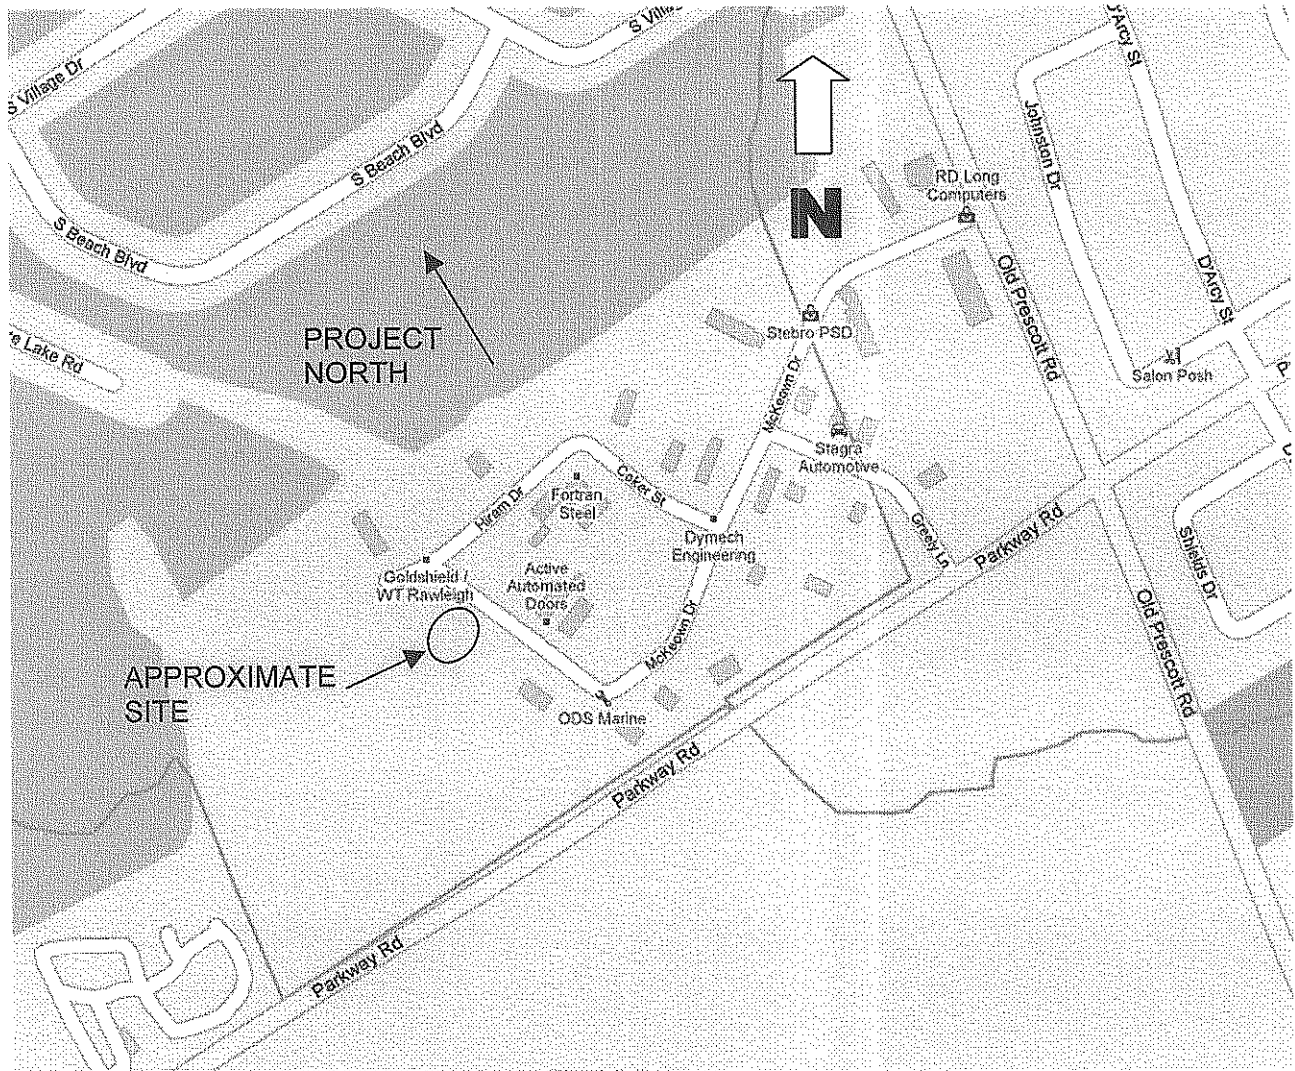 S Village Dr
D'Arcy St
S Beach Blvd
S Beach Blvd
N
RD Long
Computers
Johnston Dr
D'Arcy St
Old Prescott Rd
PROJECT
NORTH
Stebro PSD
Lake Rd
Salon Posh
McKeown Dr
Stagra
Automotive
Coker St
Hiram Dr
Fortran
Steel
Dymech
Engineering
Greely Ln
Parkway Rd
Shields Dr
Goldshield /
WT Rawleigh
Active
Automated
Doors
McKeown Dr
Old Prescott Rd
APPROXIMATE
SITE
ODS Marine
Parkway Rd
Parkway Rd